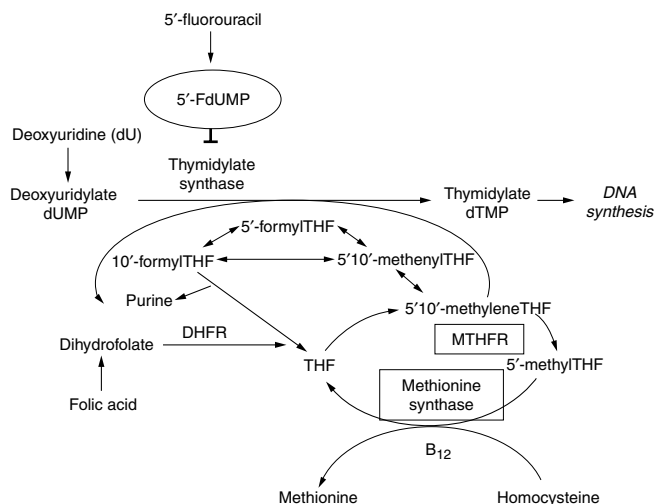 5′-fluorouracil
5′-FdUMP
Deoxyuridine (dU)
Thymidylate
synthase
Deoxyuridylate
dUMP
Thymidylate
dTMP
DNA
synthesis
5′-formylTHF
10′-formylTHF
5′10′-methenylTHF
Purine
5′10′-methyleneTHF
DHFR
Dihydrofolate
THF
MTHFR
5′-methylTHF
Folic acid
Methionine
synthase
B12
Methionine
Homocysteine